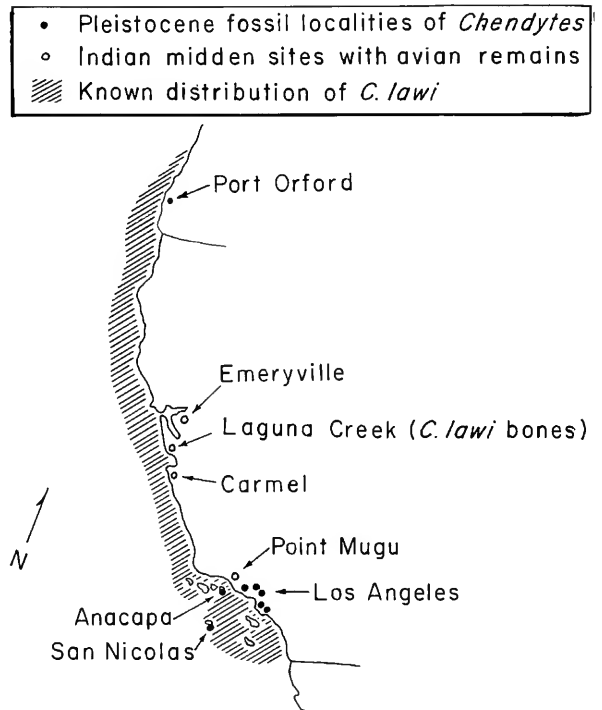 • Pleistocene fossil localities of Chendytes
o Indian midden sites with avian remains
Known distribution of C. lawi
Port Orford
Emeryville
Laguna Creek (C. lawi bones)
Carmel
N
Point Mugu
Los Angeles
Anacapa
San Nicolas